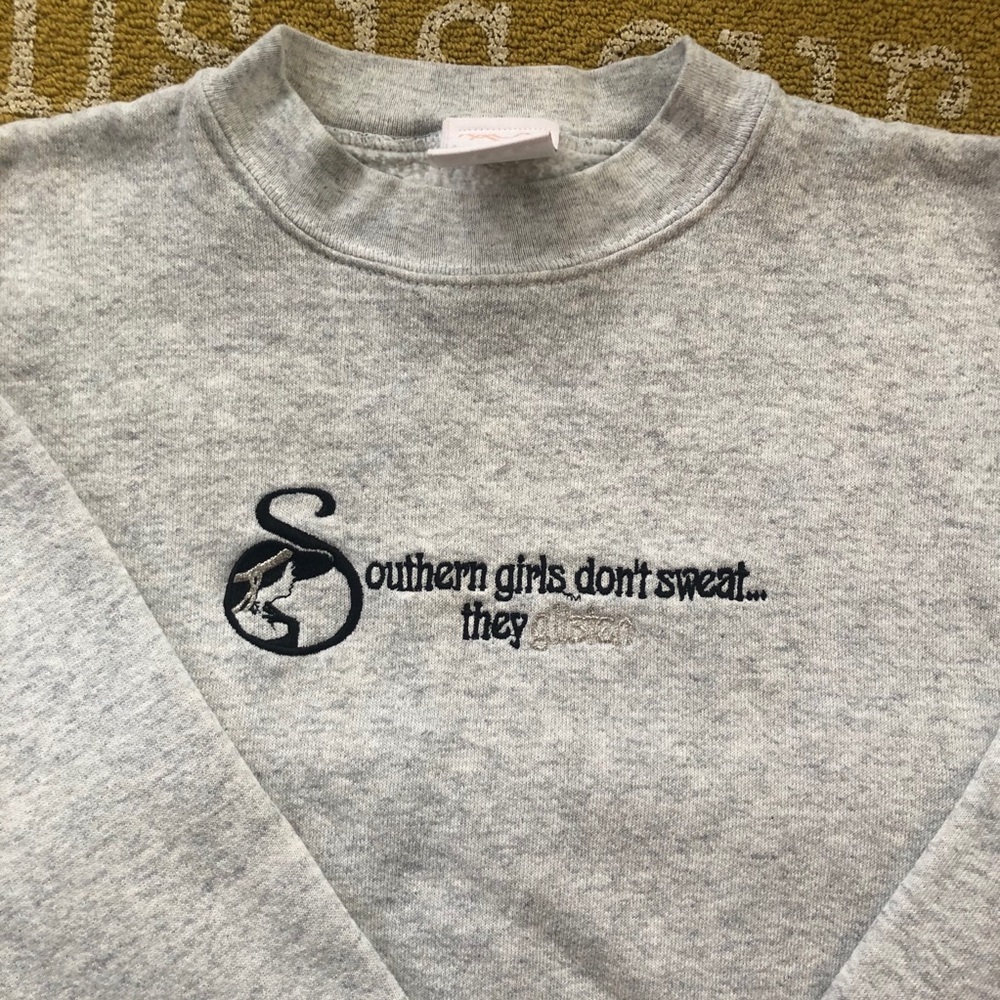 Southern girls don't sweat...
they glisten